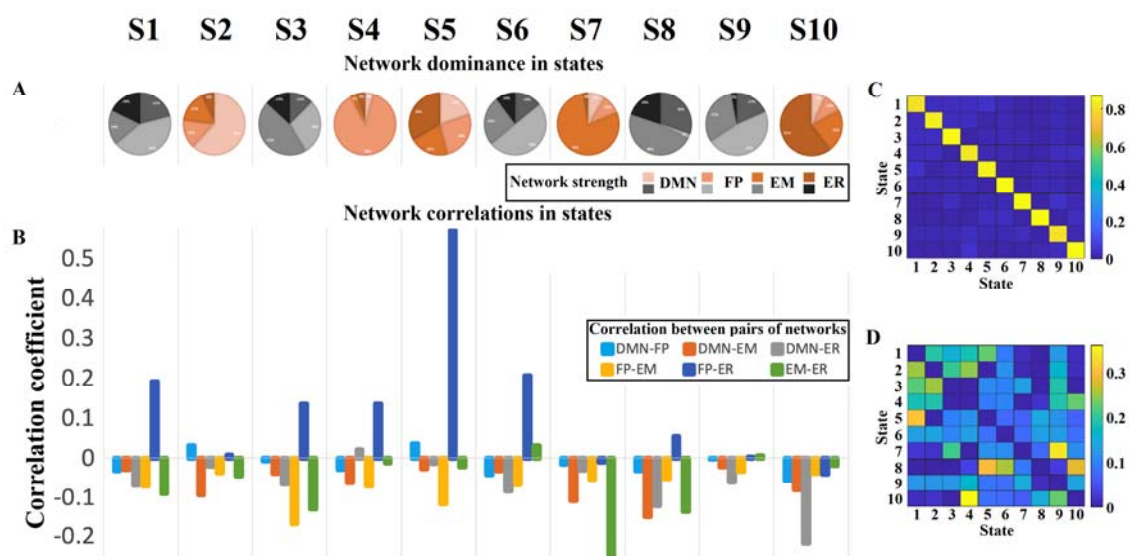 S1 S2 S3 S4 S5 S6 S7 S8 S9 S10
Network dominance in states
A
Network strength DMN FP EM ER
Network correlations in states
B
Correlation coefficient
0.5
0.4
0.3
0.2
0.1
0
-0.1
-0.2
Correlation between pairs of networks
DMN-FP DMN-EM DMN-ER
FP-EM FP-ER EM-ER
C
State
1
2
3
4
5
6
7
8
9
10
1 2 3 4 5 6 7 8 9 10
State
0.8
0.6
0.4
0.2
0
D
State
1
2
3
4
5
6
7
8
9
10
1 2 3 4 5 6 7 8 9 10
State
0.3
0.2
0.1
0